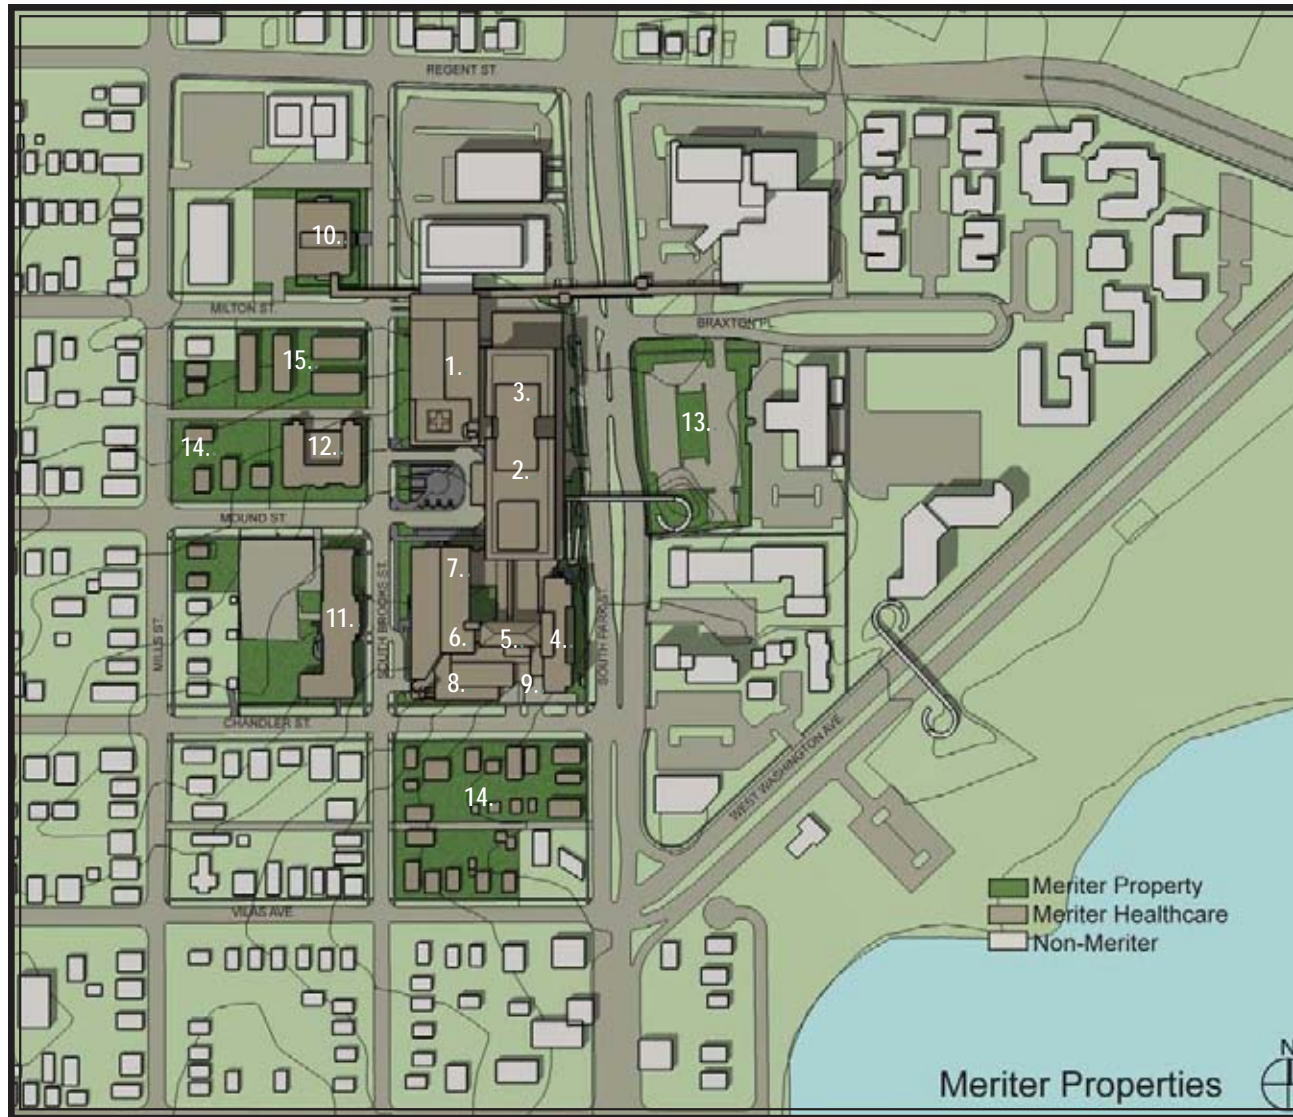 REGENT ST.
10.
MILTON ST.
BRAXTON PL.
15.
1.
3.
13.
14.
12.
2.
MOUND ST.
7.
SOUTH BROOKS ST.
11.
MILLS ST.
6.
5.
4.
SOUTH PARK ST.
8.
9.
CHANDLER ST.
WEST WASHINGTON AVE.
14.
VILAS AVE.
Meriter Property
Meriter Healthcare
Non-Meriter
Meriter Properties
N